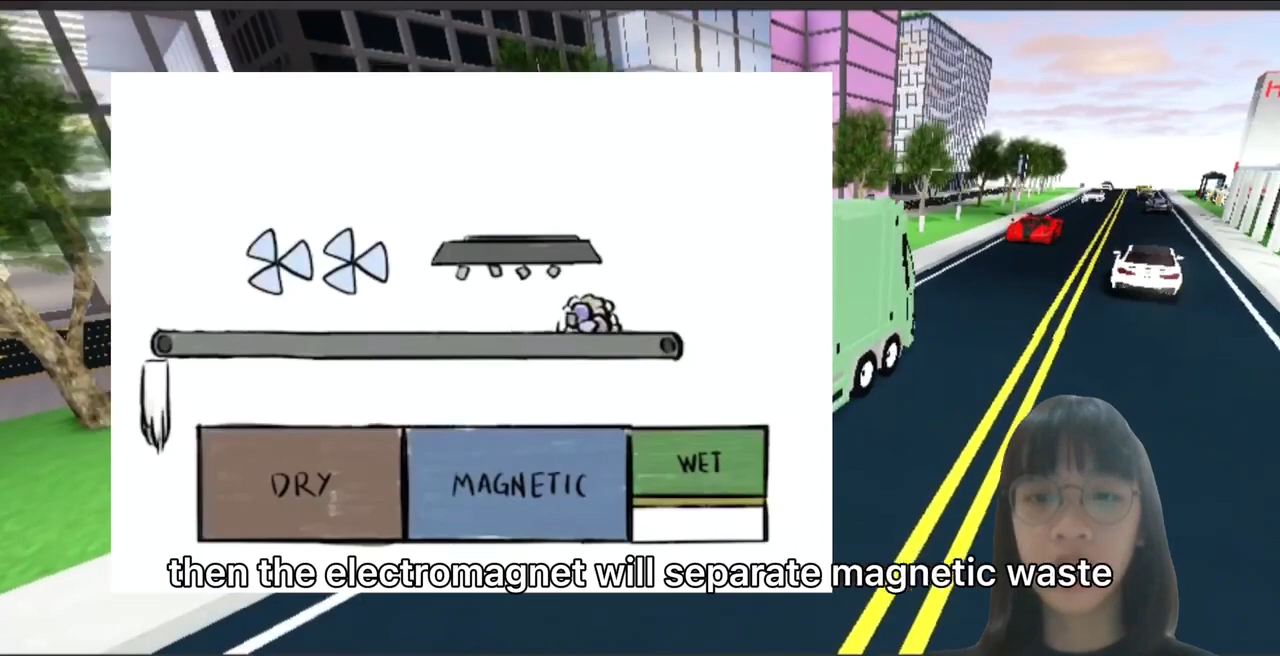 H
DRY
MAGNETIC
WET
then the electromagnet will separate magnetic waste